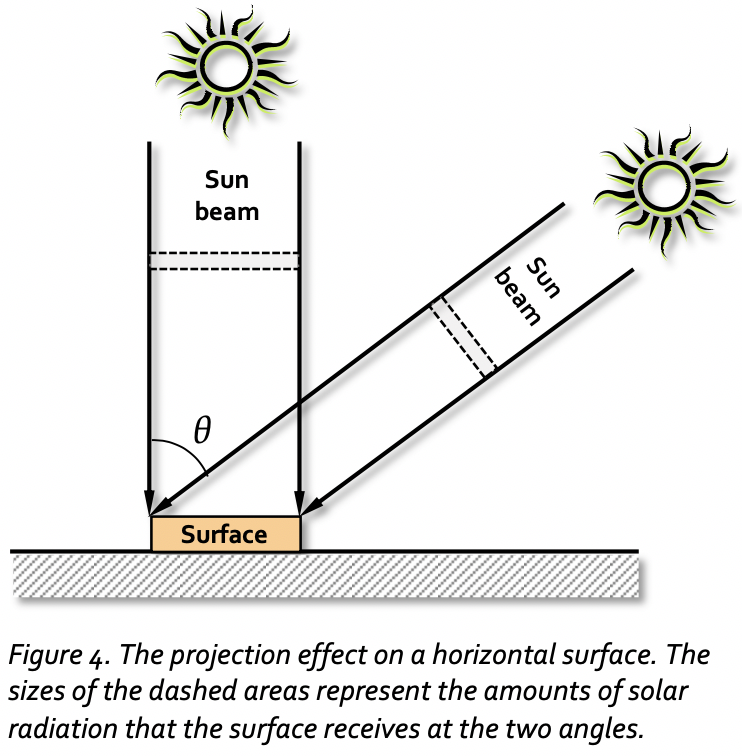 Sun
beam
Sun
beam
θ
Surface
Figure 4. The projection effect on a horizontal surface. The
sizes of the dashed areas represent the amounts of solar
radiation that the surface receives at the two angles.